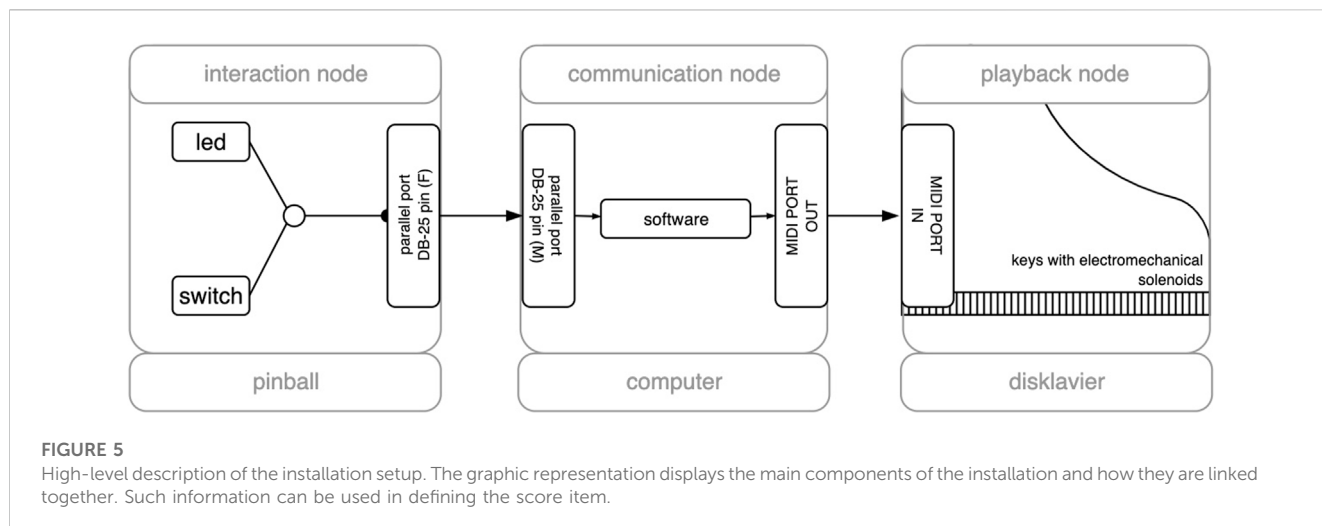 interaction node
communication node
playback node
led
switch
parallel port
DB-25 pin (F)
parallel port
DB-25 pin (M)
software
MIDI PORT
OUT
MIDI PORT
IN
keys with electromechanical
solenoids
pinball
computer
disklavier
FIGURE 5
High-level description of the installation setup. The graphic representation displays the main components of the installation and how they are linked
together. Such information can be used in defining the score item.